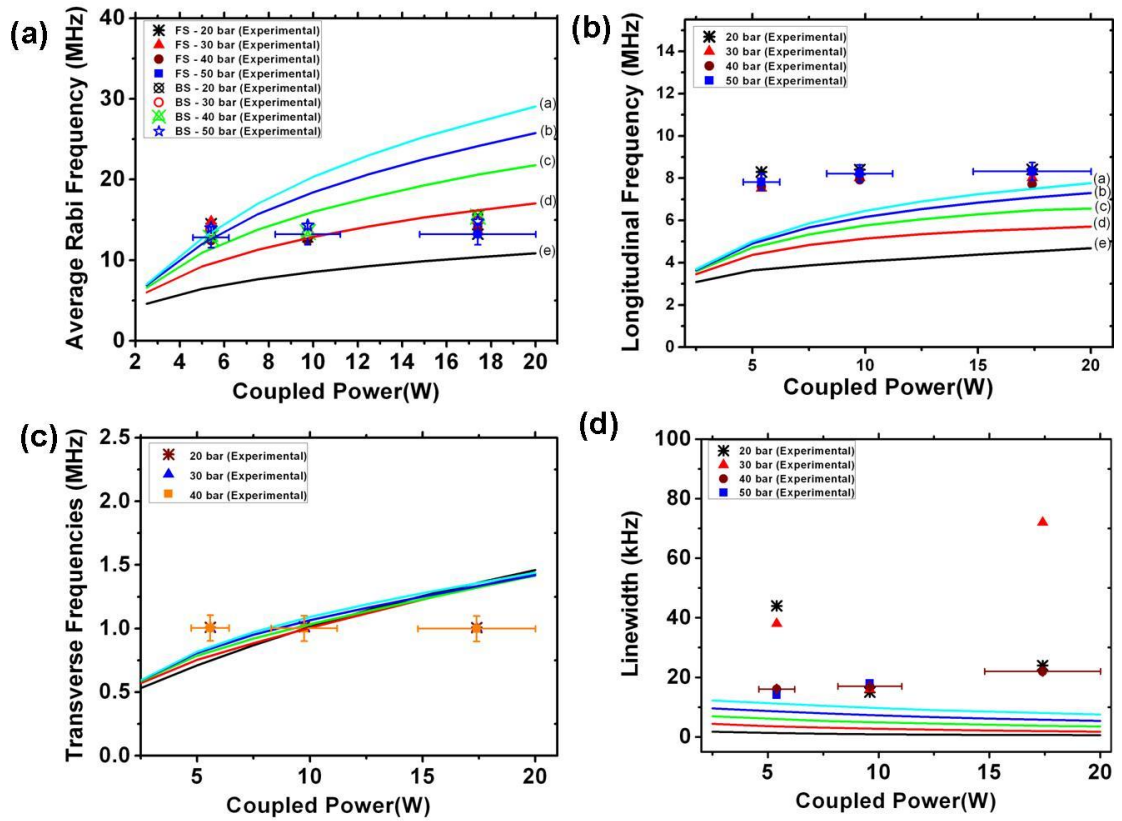 (a)
Average Rabi Frequency (MHz)
40
30
20
10
0
FS - 20 bar (Experimental)
FS - 30 bar (Experimental)
FS - 40 bar (Experimental)
FS - 50 bar (Experimental)
BS - 20 bar (Experimental)
BS - 30 bar (Experimental)
BS - 40 bar (Experimental)
BS - 50 bar (Experimental)
(a)
(b)
(c)
(d)
(e)
2 4 6 8 10 12 14 16 18 20
Coupled Power(W)
(b)
Longitudinal Frequency (MHz)
14
12
10
8
6
4
2
0
20 bar (Experimental)
30 bar (Experimental)
40 bar (Experimental)
50 bar (Experimental)
(a)
(b)
(c)
(d)
(e)
5 10 15 20
Coupled Power(W)
(c)
Transverse Frequencies (MHz)
2.5
2.0
1.5
1.0
0.5
0.0
20 bar (Experimental)
30 bar (Experimental)
40 bar (Experimental)
5 10 15 20
Coupled Power(W)
(d)
Linewidth (kHz)
100
80
60
40
20
0
20 bar (Experimental)
30 bar (Experimental)
40 bar (Experimental)
50 bar (Experimental)
5 10 15 20
Coupled Power(W)